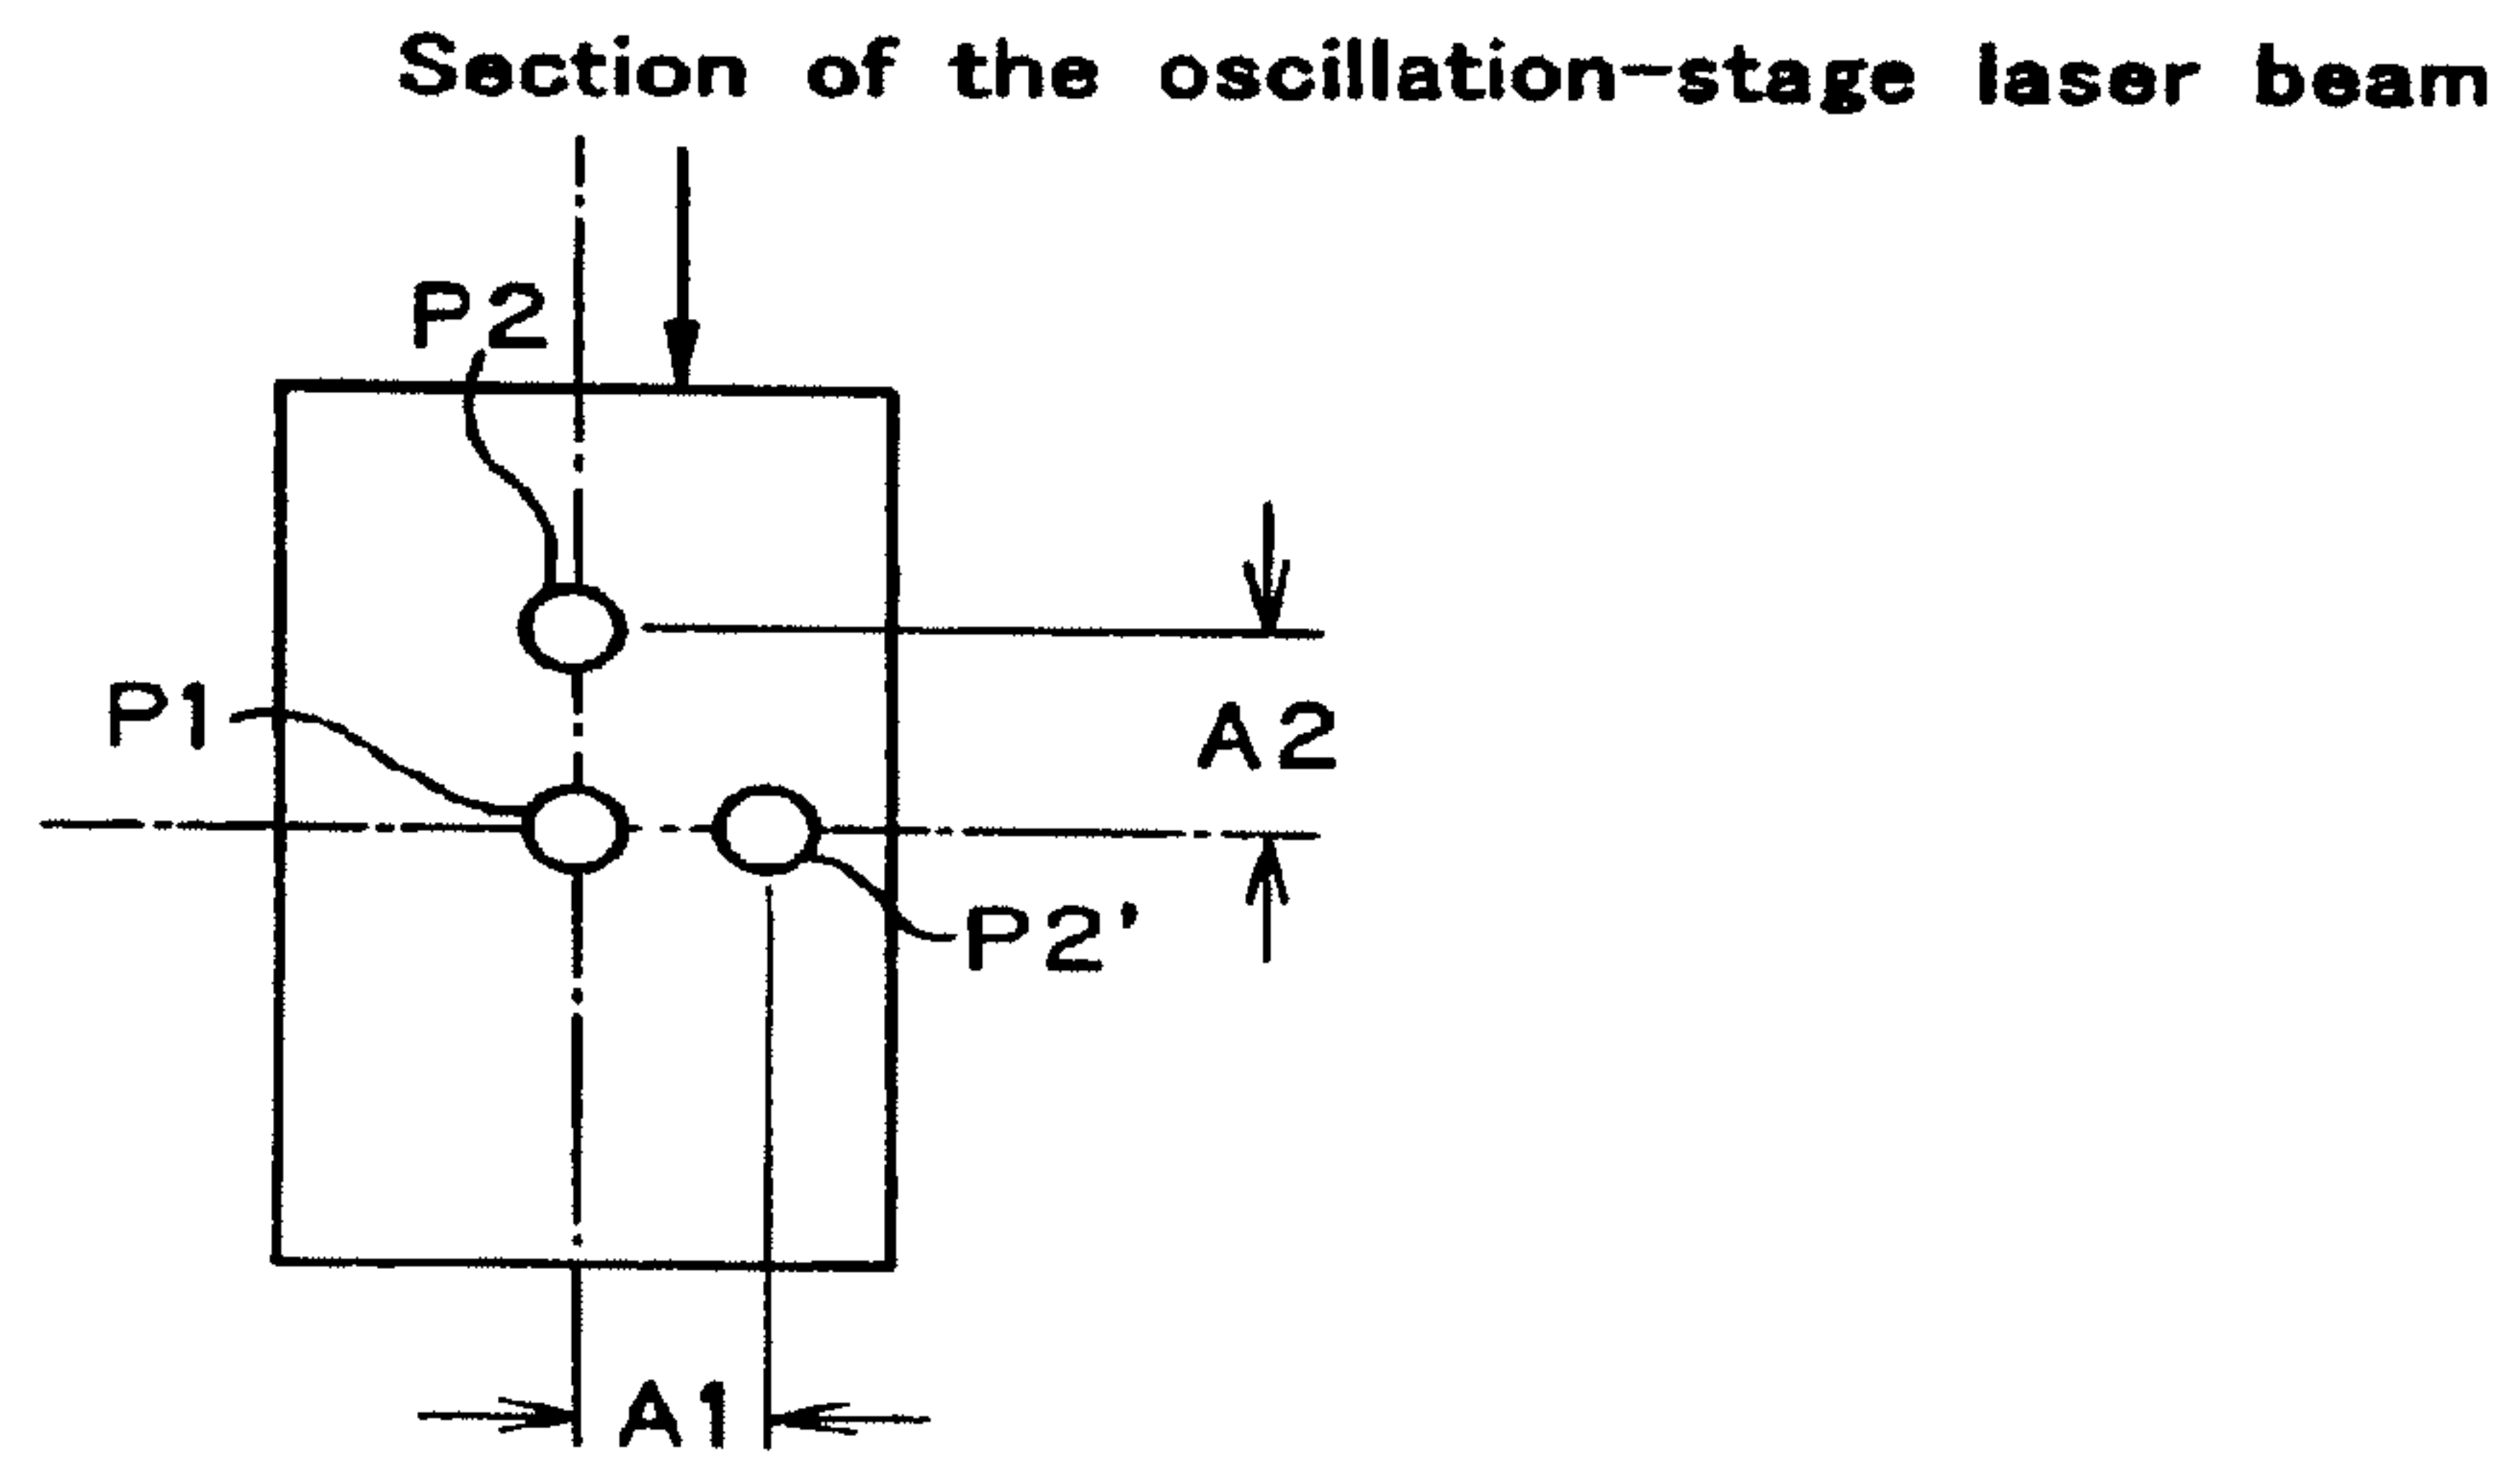 Section of the oscillation-stage laser beam
P2
P1
A2
P2'
A1